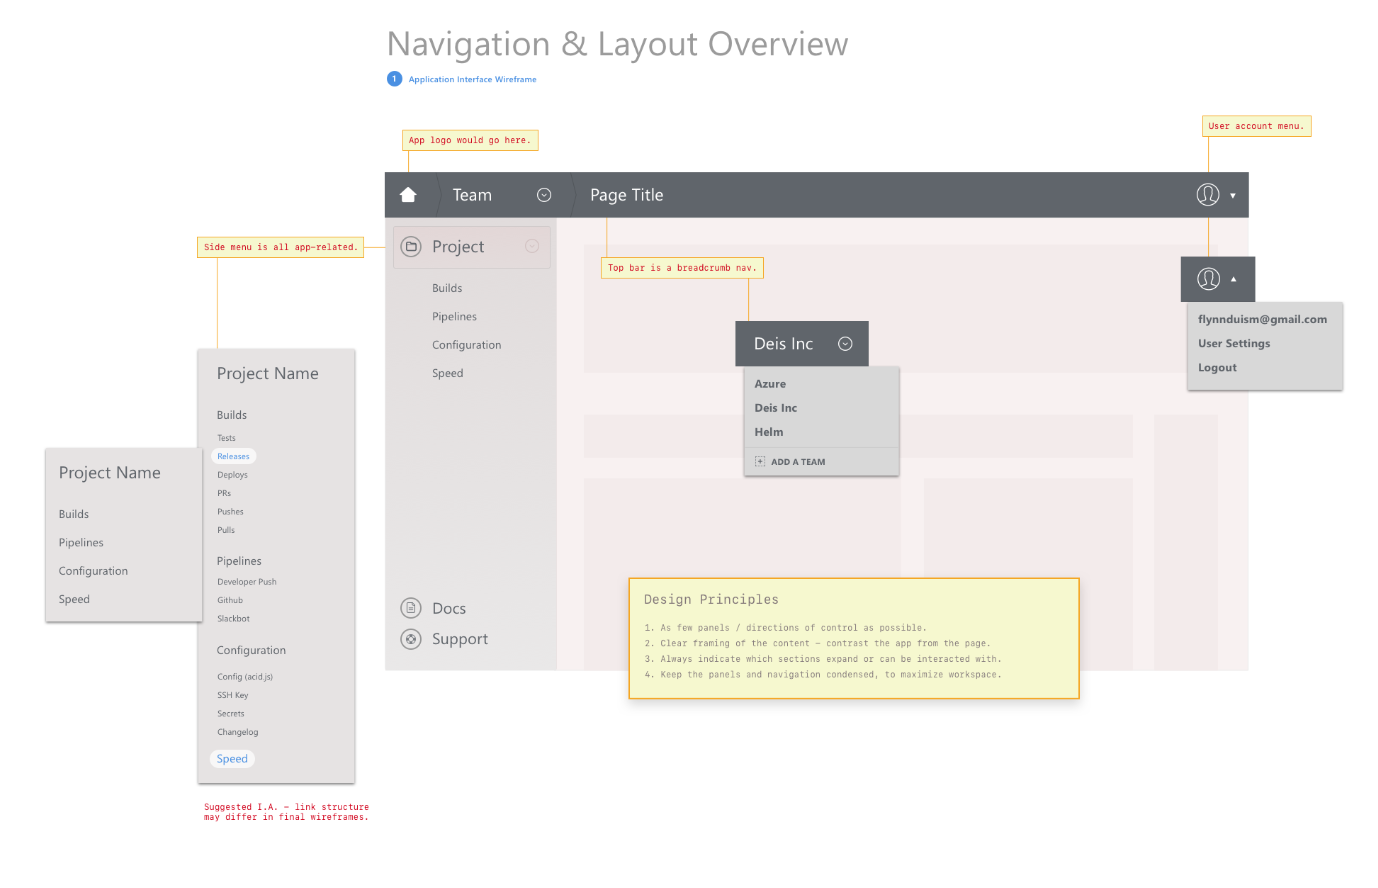 Navigation & Layout Overview
1 Application Interface Wireframe
App logo would go here.
User account menu.
Team
Page Title
Side menu is all app-related.
Project
Top bar is a breadcrumb nav.
Builds
Pipelines
Configuration
Speed
Docs
Support
flynnduism@gmail.com
User Settings
Logout
Deis Inc
Azure
Deis Inc
Helm
ADD A TEAM
Project Name
Builds
Tests
Releases
Deploys
PRs
Pushes
Pulls
Pipelines
Developer Push
Github
Slackbot
Configuration
Config (acid.js)
SSH Key
Secrets
Changelog
Speed
Project Name
Builds
Pipelines
Configuration
Speed
Design Principles
1. As few panels / directions of control as possible.
2. Clear framing of the content – contrast the app from the page.
3. Always indicate which sections expand or can be interacted with.
4. Keep the panels and navigation condensed, to maximize workspace.
Suggested I.A. – link structure
may differ in final wireframes.